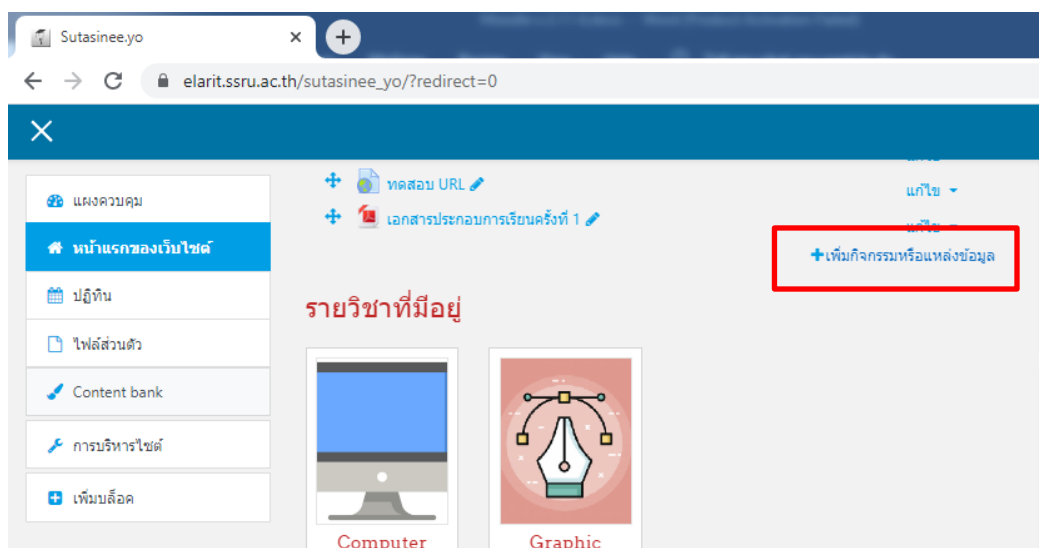 Sutasinee.yo
elarit.ssru.ac.th/sutasinee_yo/?redirect=0
ทดสอบ URL
แก้ไข
เอกสารประกอบการเรียนครั้งที่ 1
แก้ไข
+เพิ่มกิจกรรมหรือแหล่งข้อมูล
แผงควบคุม
หน้าแรกของเว็บไซต์
ปฏิทิน
ไฟล์ส่วนตัว
Content bank
การบริหารไซต์
เพิ่มบล็อค
รายวิชาที่มีอยู่
Computer
Graphic